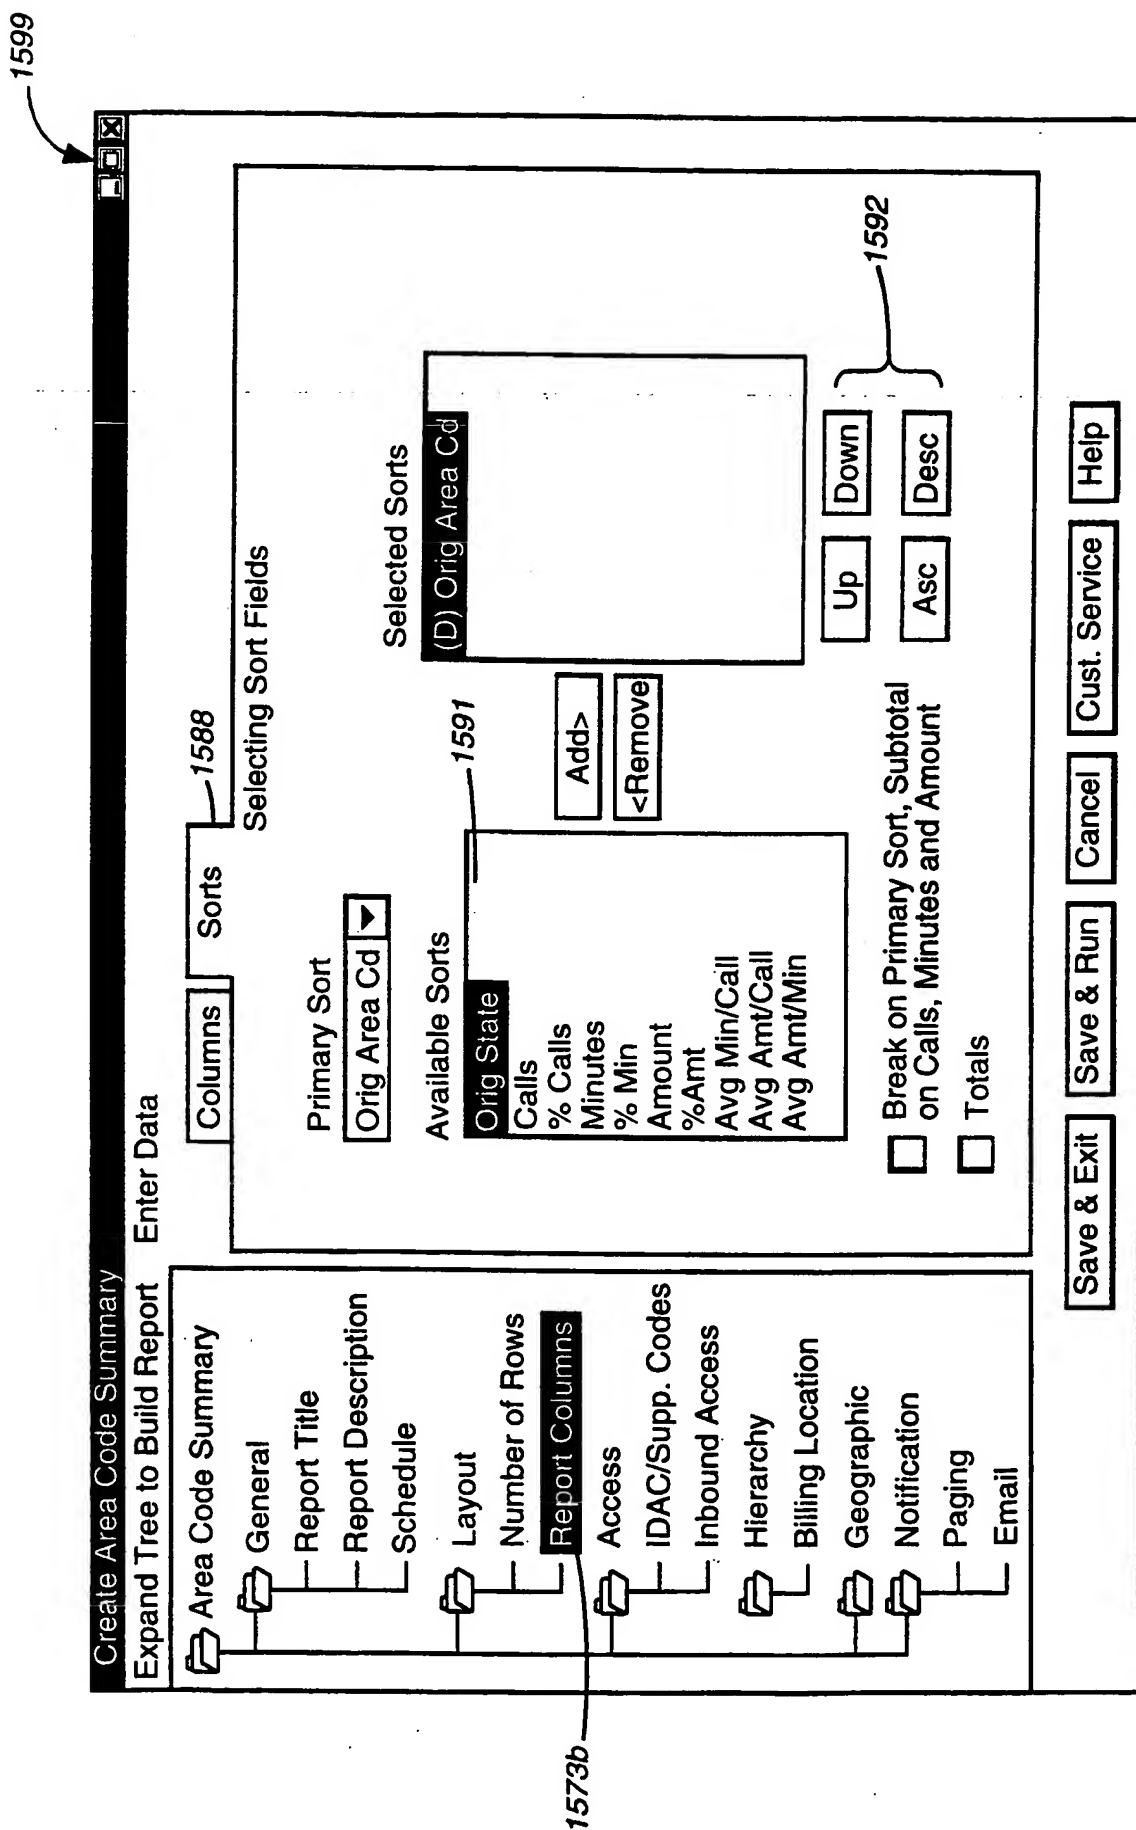 1599
Create Area Code Summary
Expand Tree to Build Report
Enter Data
Area Code Summary
General
Report Title
Report Description
Schedule
Layout
Number of Rows
Report Columns
Access
IDAC/Supp. Codes
Inbound Access
Hierarchy
Billing Location
Geographic
Notification
Paging
Email
1573b
Columns
Sorts
1588
Selecting Sort Fields
Primary Sort
Orig Area Cd
Available Sorts
Orig State
Calls
% Calls
Minutes
% Min
Amount
%Amt
Avg Min/Call
Avg Amt/Call
Avg Amt/Min
1591
Add>
<Remove
Selected Sorts
(D) Orig Area Cd
Up
Down
Asc
Desc
1592
Break on Primary Sort, Subtotal
on Calls, Minutes and Amount
Totals
Save & Exit
Save & Run
Cancel
Cust. Service
Help